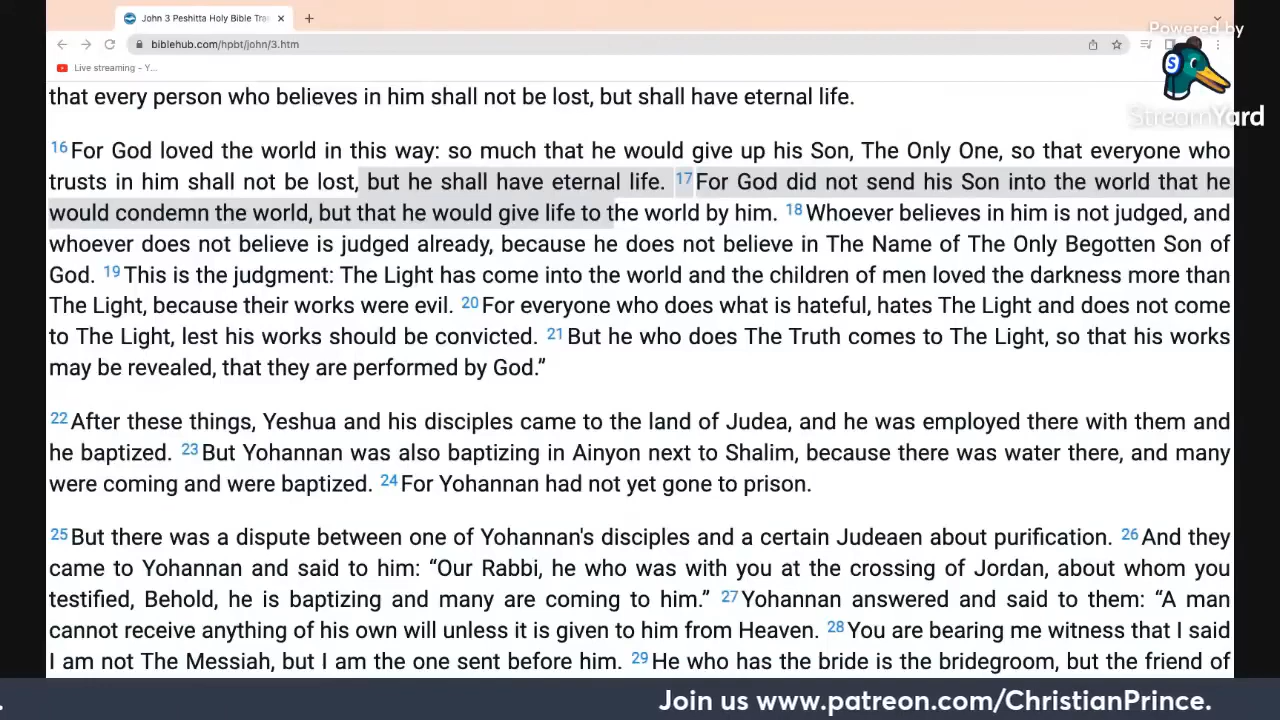 John 3 Peshitta Holy Bible Tra
Powered by
biblehub.com/hpbt/john/3.htm
Live streaming - Y...
S
StreamYard
that every person who believes in him shall not be lost, but shall have eternal life.
16 For God loved the world in this way: so much that he would give up his Son, The Only One, so that everyone who
trusts in him shall not be lost, but he shall have eternal life. 17 For God did not send his Son into the world that he
would condemn the world, but that he would give life to the world by him. 18 Whoever believes in him is not judged, and
whoever does not believe is judged already, because he does not believe in The Name of The Only Begotten Son of
God. 19 This is the judgment: The Light has come into the world and the children of men loved the darkness more than
The Light, because their works were evil. 20 For everyone who does what is hateful, hates The Light and does not come
to The Light, lest his works should be convicted. 21 But he who does The Truth comes to The Light, so that his works
may be revealed, that they are performed by God.”
22 After these things, Yeshua and his disciples came to the land of Judea, and he was employed there with them and
he baptized. 23 But Yohannan was also baptizing in Ainyon next to Shalim, because there was water there, and many
were coming and were baptized. 24 For Yohannan had not yet gone to prison.
25 But there was a dispute between one of Yohannan's disciples and a certain Judeaen about purification. 26 And they
came to Yohannan and said to him: “Our Rabbi, he who was with you at the crossing of Jordan, about whom you
testified, Behold, he is baptizing and many are coming to him.” 27 Yohannan answered and said to them: “A man
cannot receive anything of his own will unless it is given to him from Heaven. 28 You are bearing me witness that I said
I am not The Messiah, but I am the one sent before him. 29 He who has the bride is the bridegroom, but the friend of
. Join us www.patreon.com/ChristianPrince.